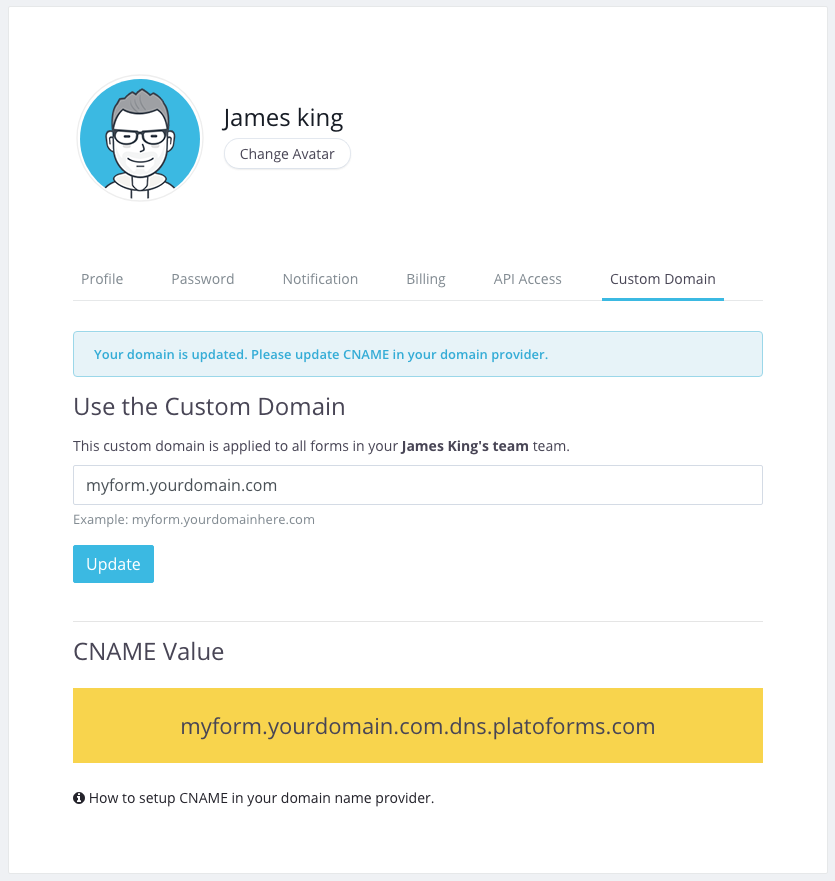 James king
Change Avatar
Profile Password Notification Billing API Access Custom Domain
Your domain is updated. Please update CNAME in your domain provider.
Use the Custom Domain
This custom domain is applied to all forms in your James King's team team.
myform.yourdomain.com
Example: myform.yourdomainhere.com
Update
CNAME Value
myform.yourdomain.com.dns.platoforms.com
How to setup CNAME in your domain name provider.